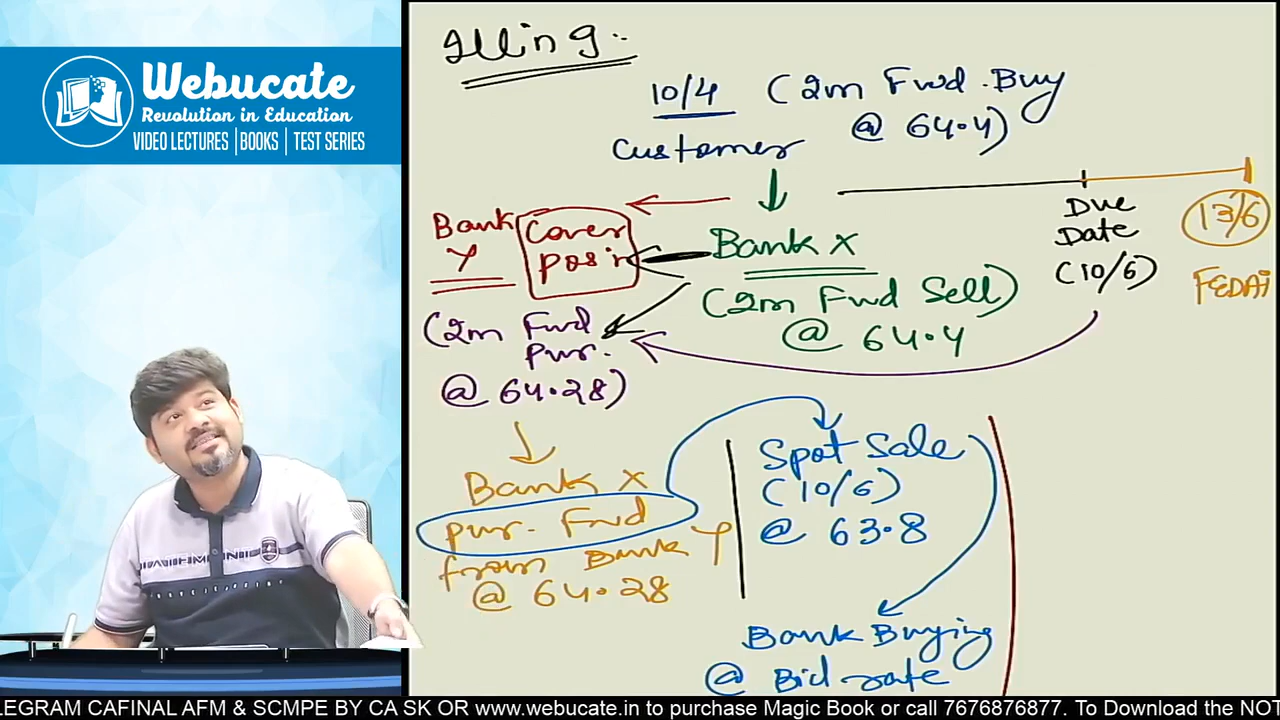 Webucate
Revolution in Education
VIDEO LECTURES | BOOKS | TEST SERIES
STATEMENT
10/4 (2m Fwd. Buy
@ 64.4)
Customer
Bank
Y
Cover
posin
Bank X
(2m Fwd Sell)
@ 64.4
Due
Date
(10/6)
13/6
FEDAI
(2m Fwd
pur.
@ 64.28)
Bank X
pur. Fwd
from Bank Y
@ 64.28
Spot Sale
(10/6)
@ 63.8
Bank Buying
@ Bid rate
LEGRAM CAFINAL AFM & SCMPE BY CA SK OR www.webucate.in to purchase Magic Book or call 7676876877. To Download the NOT